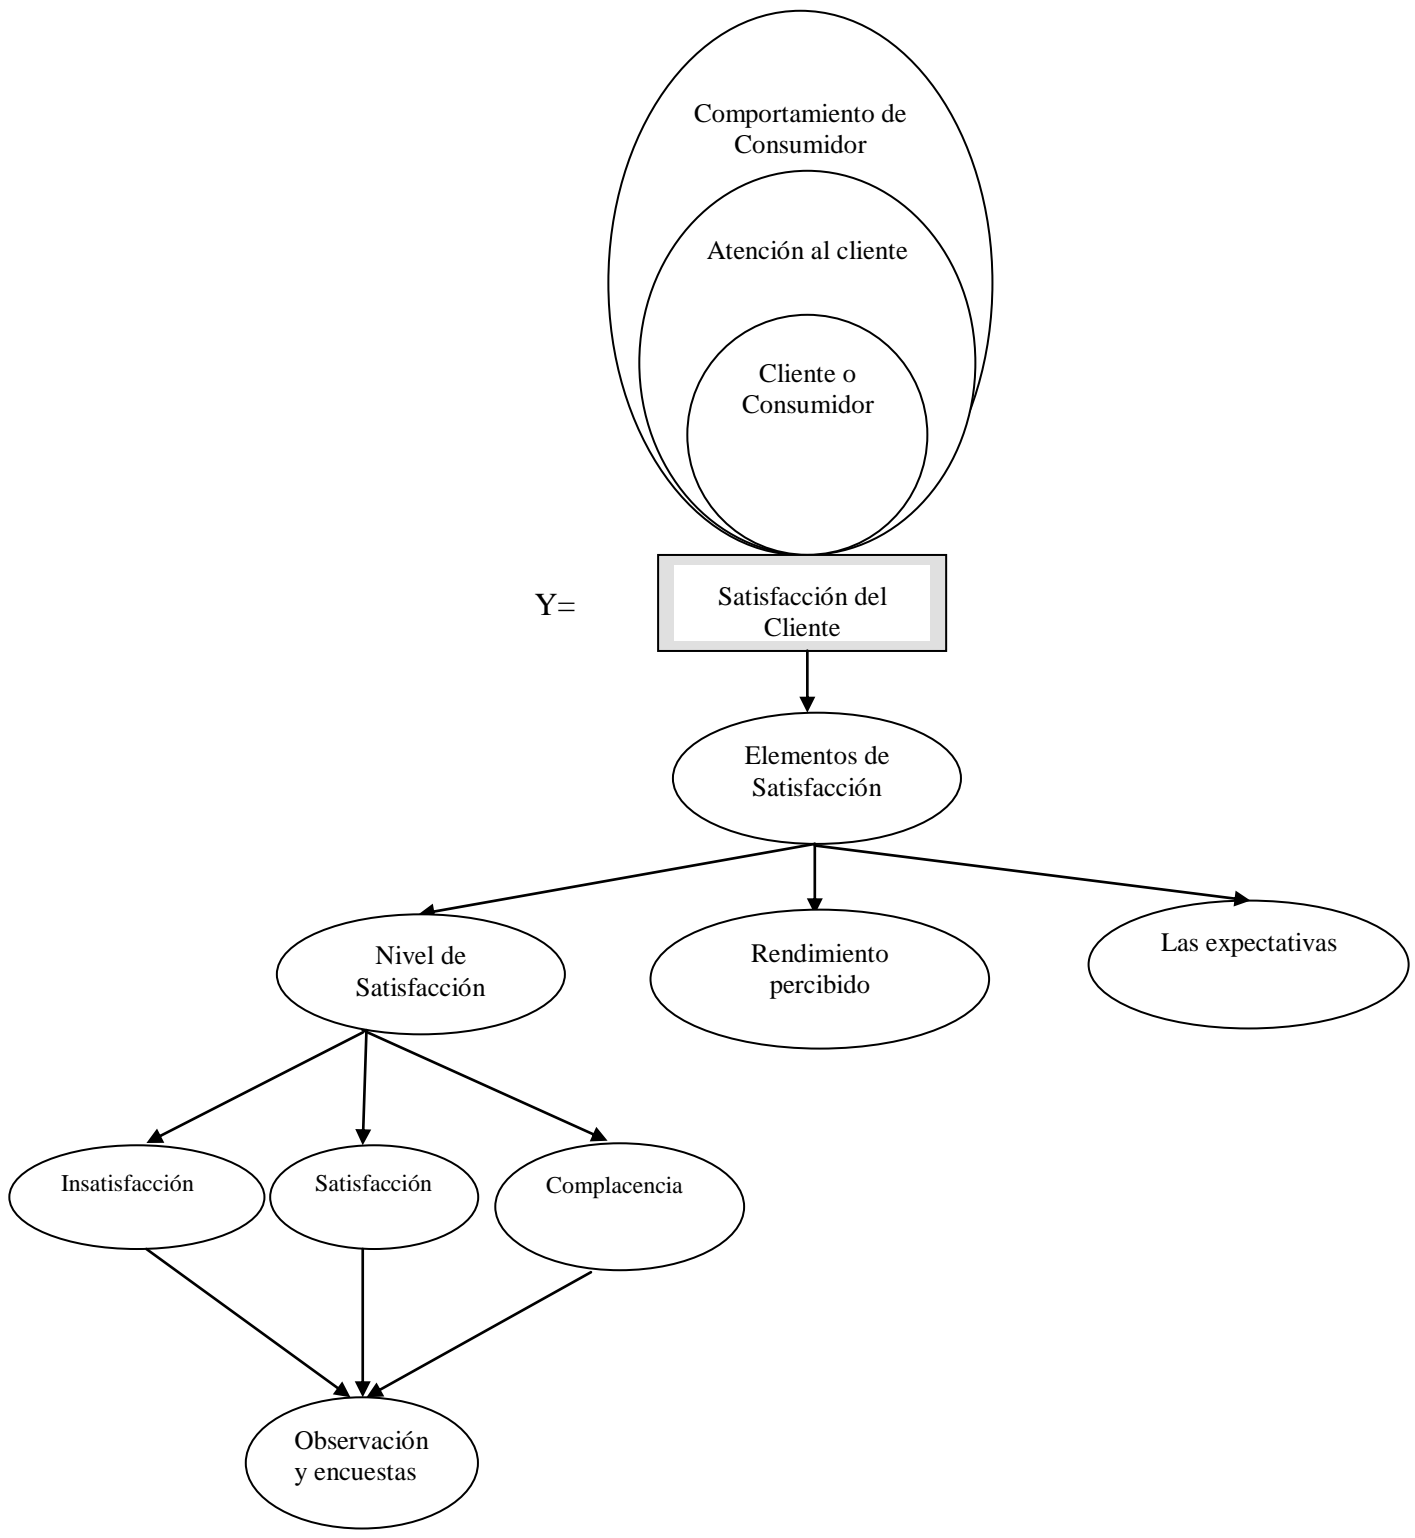 Comportamiento de
Consumidor
Atención al cliente
Cliente o
Consumidor
Y=
Satisfacción del
Cliente
Elementos de
Satisfacción
Nivel de
Satisfacción
Rendimiento
percibido
Las expectativas
Insatisfacción
Satisfacción
Complacencia
Observación
y encuestas